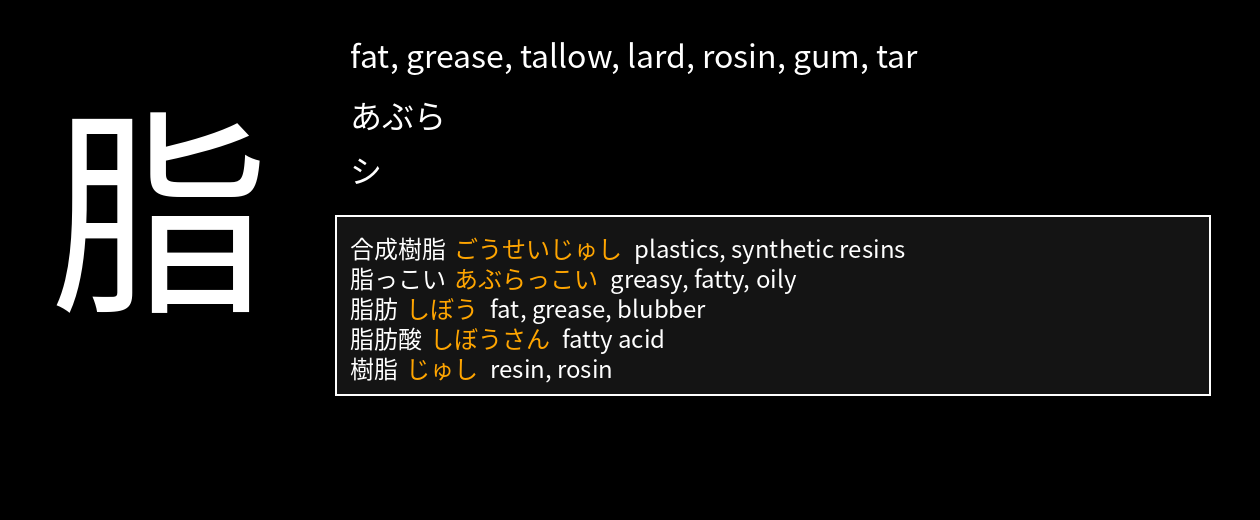 脂
fat, grease, tallow, lard, rosin, gum, tar
あぶら
シ
合成樹脂 ごうせいじゅし plastics, synthetic resins
脂っこい あぶらっこい greasy, fatty, oily
脂肪 しぼう fat, grease, blubber
脂肪酸 しぼうさん fatty acid
樹脂 じゅし resin, rosin